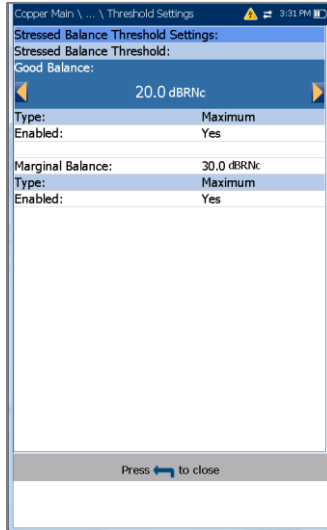 Copper Main \ ... \ Threshold Settings 3:31 PM
Stressed Balance Threshold Settings:
Stressed Balance Threshold:
Good Balance:
20.0 dBRNc
Type: Maximum
Enabled: Yes
Marginal Balance: 30.0 dBRNc
Type: Maximum
Enabled: Yes
Press to close